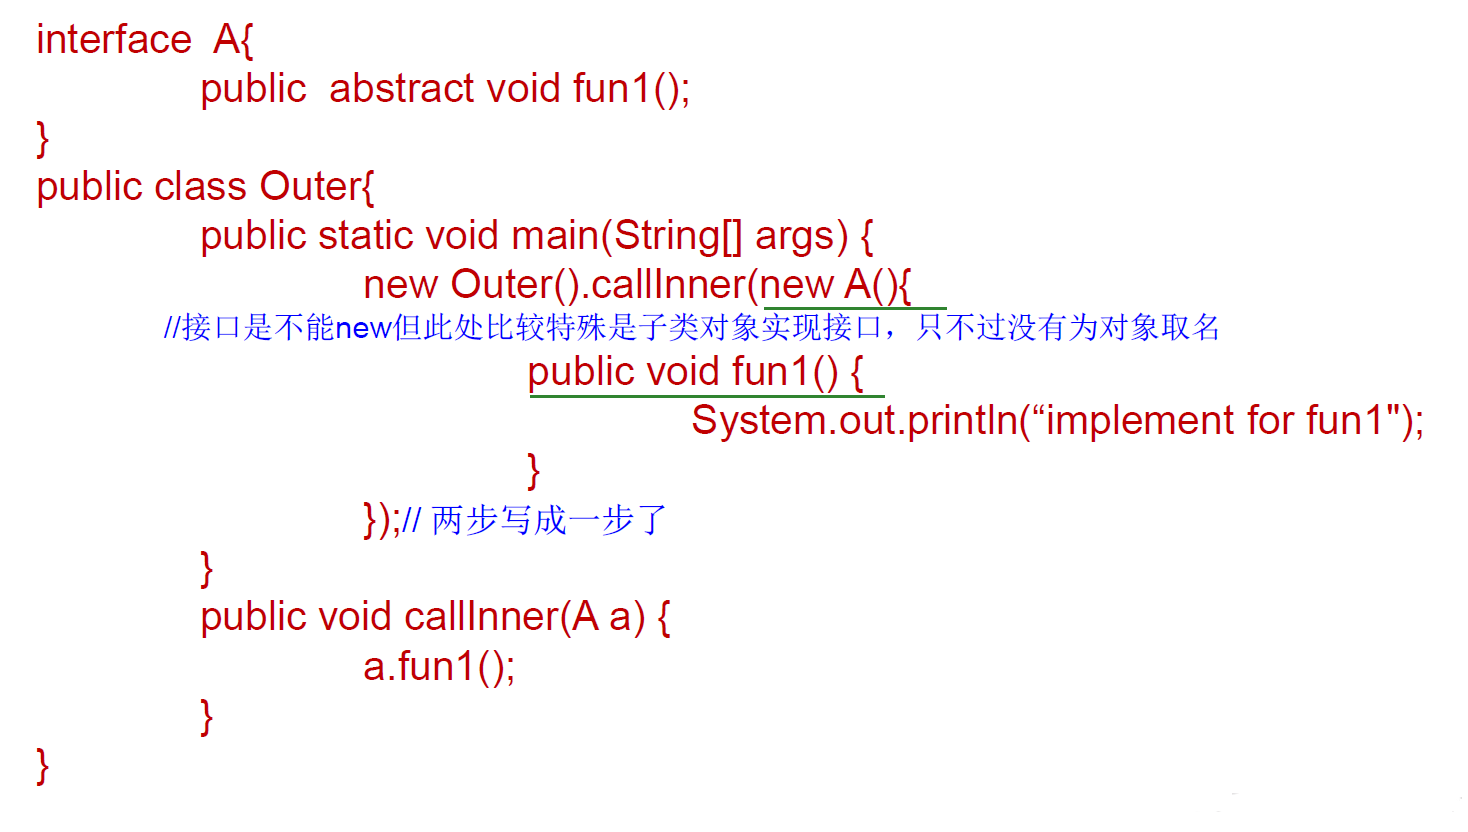 interface  A{
public  abstract void fun1();
}
public class Outer{
public static void main(String[] args) {
new Outer().callInner(new A(){
//接口是不能new但此处比较特殊是子类对象实现接口，只不过没有为对象取名
public void fun1() {
System.out.println(“implement for fun1");
}
});// 两步写成一步了
}
public void callInner(A a) {
a.fun1();
}
}